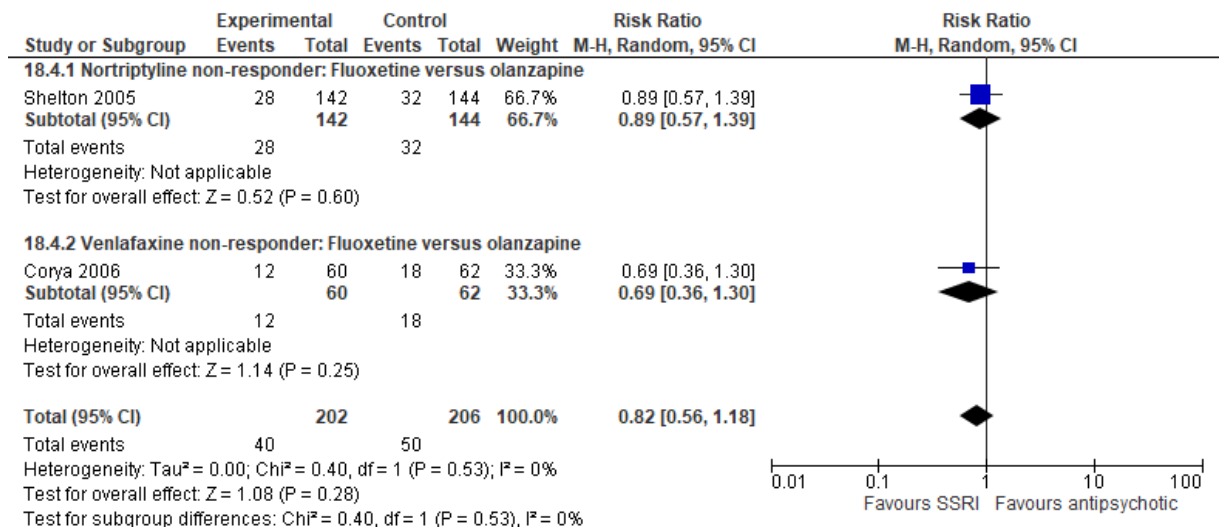 Experimental Control Risk Ratio Risk Ratio
Study or Subgroup Events Total Events Total Weight M-H, Random, 95% CI M-H, Random, 95% CI
18.4.1 Nortriptyline non-responder: Fluoxetine versus olanzapine
Shelton 2005 28 142 32 144 66.7% 0.89 [0.57, 1.39]
Subtotal (95% CI) 142 144 66.7% 0.89 [0.57, 1.39]
Total events 28 32
Heterogeneity: Not applicable
Test for overall effect: Z = 0.52 (P = 0.60)
18.4.2 Venlafaxine non-responder: Fluoxetine versus olanzapine
Corya 2006 12 60 18 62 33.3% 0.69 [0.36, 1.30]
Subtotal (95% CI) 60 62 33.3% 0.69 [0.36, 1.30]
Total events 12 18
Heterogeneity: Not applicable
Test for overall effect: Z = 1.14 (P = 0.25)
Total (95% CI) 202 206 100.0% 0.82 [0.56, 1.18]
Total events 40 50
Heterogeneity: Tau² = 0.00; Chi² = 0.40, df = 1 (P = 0.53); I² = 0%
Test for overall effect: Z = 1.08 (P = 0.28)
Test for subgroup differences: Chi² = 0.40, df = 1 (P = 0.53), I² = 0%
0.01 0.1 1 10 100
Favours SSRI Favours antipsychotic